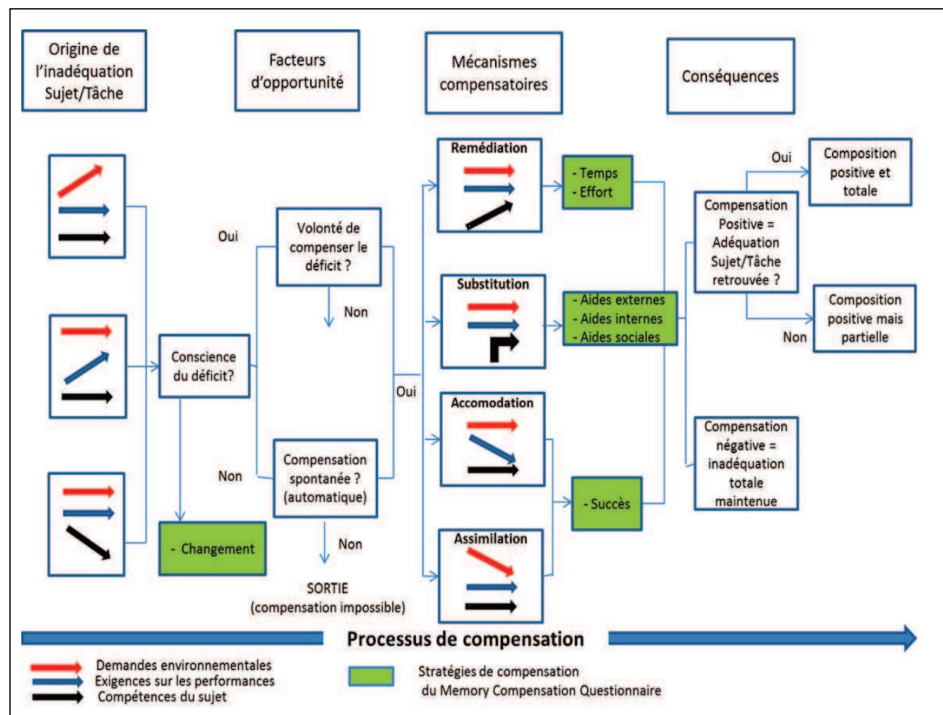 Origine de
l'inadéquation
Sujet/Tâche
Facteurs
d'opportunité
Mécanismes
compensatoires
Conséquences
Conscience
du déficit?
Oui
Non
- Changement
Volonté de
compenser le
déficit ?
Non
Compensation
spontanée ?
(automatique)
Non
SORTIE
(compensation impossible)
Oui
Remédiation
- Temps
- Effort
Substitution
- Aides externes
- Aides internes
- Aides sociales
Accomodation
Assimilation
- Succès
Compensation
Positive =
Adéquation
Sujet/Tâche
retrouvée ?
Oui
Composition
positive et
totale
Non
Composition
positive mais
partielle
Compensation
négative =
inadéquation
totale
maintenue
Processus de compensation
Demandes environnementales
Exigences sur les performances
Compétences du sujet
Stratégies de compensation
du Memory Compensation Questionnaire